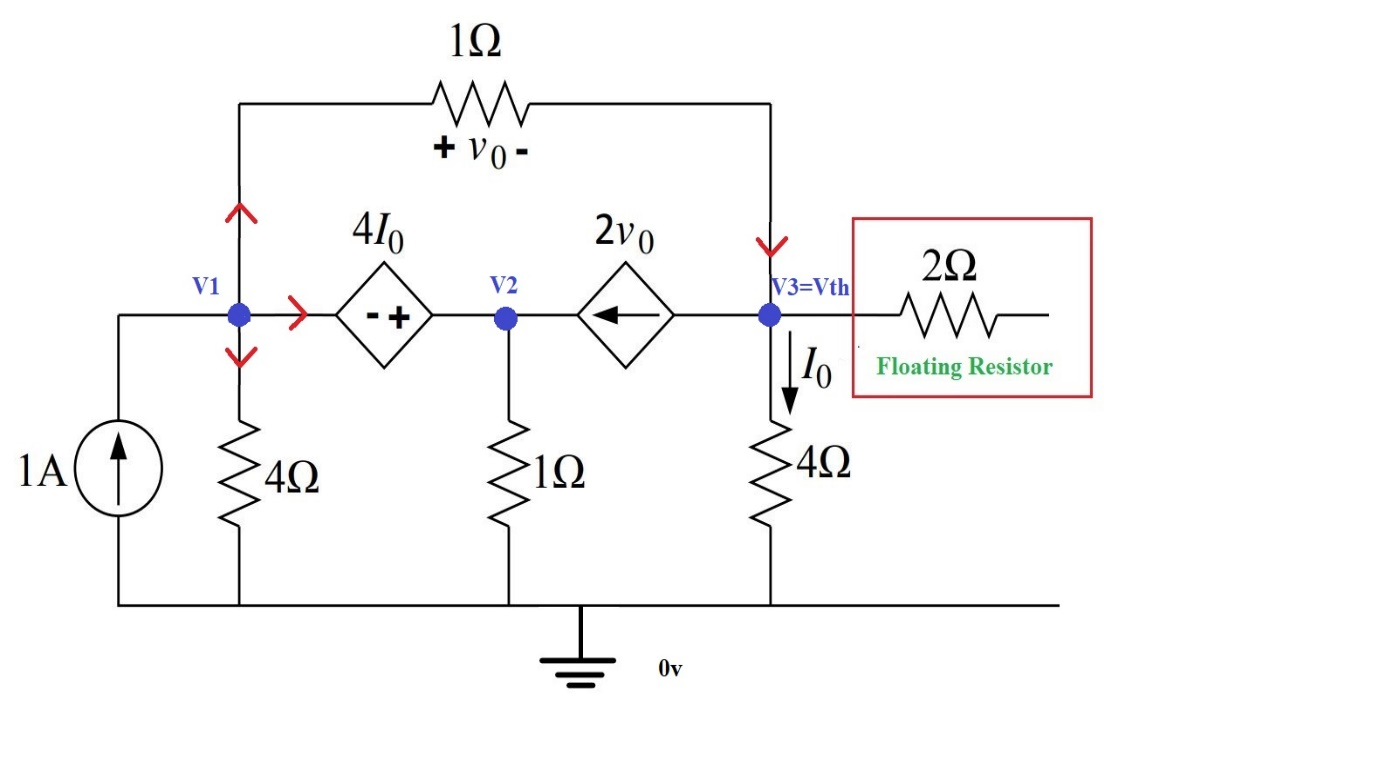 1Ω
+ v0 -
4I0
2v0
V1
- +
V2
V3=Vth
2Ω
I0
Floating Resistor
1A
4Ω
1Ω
4Ω
0v